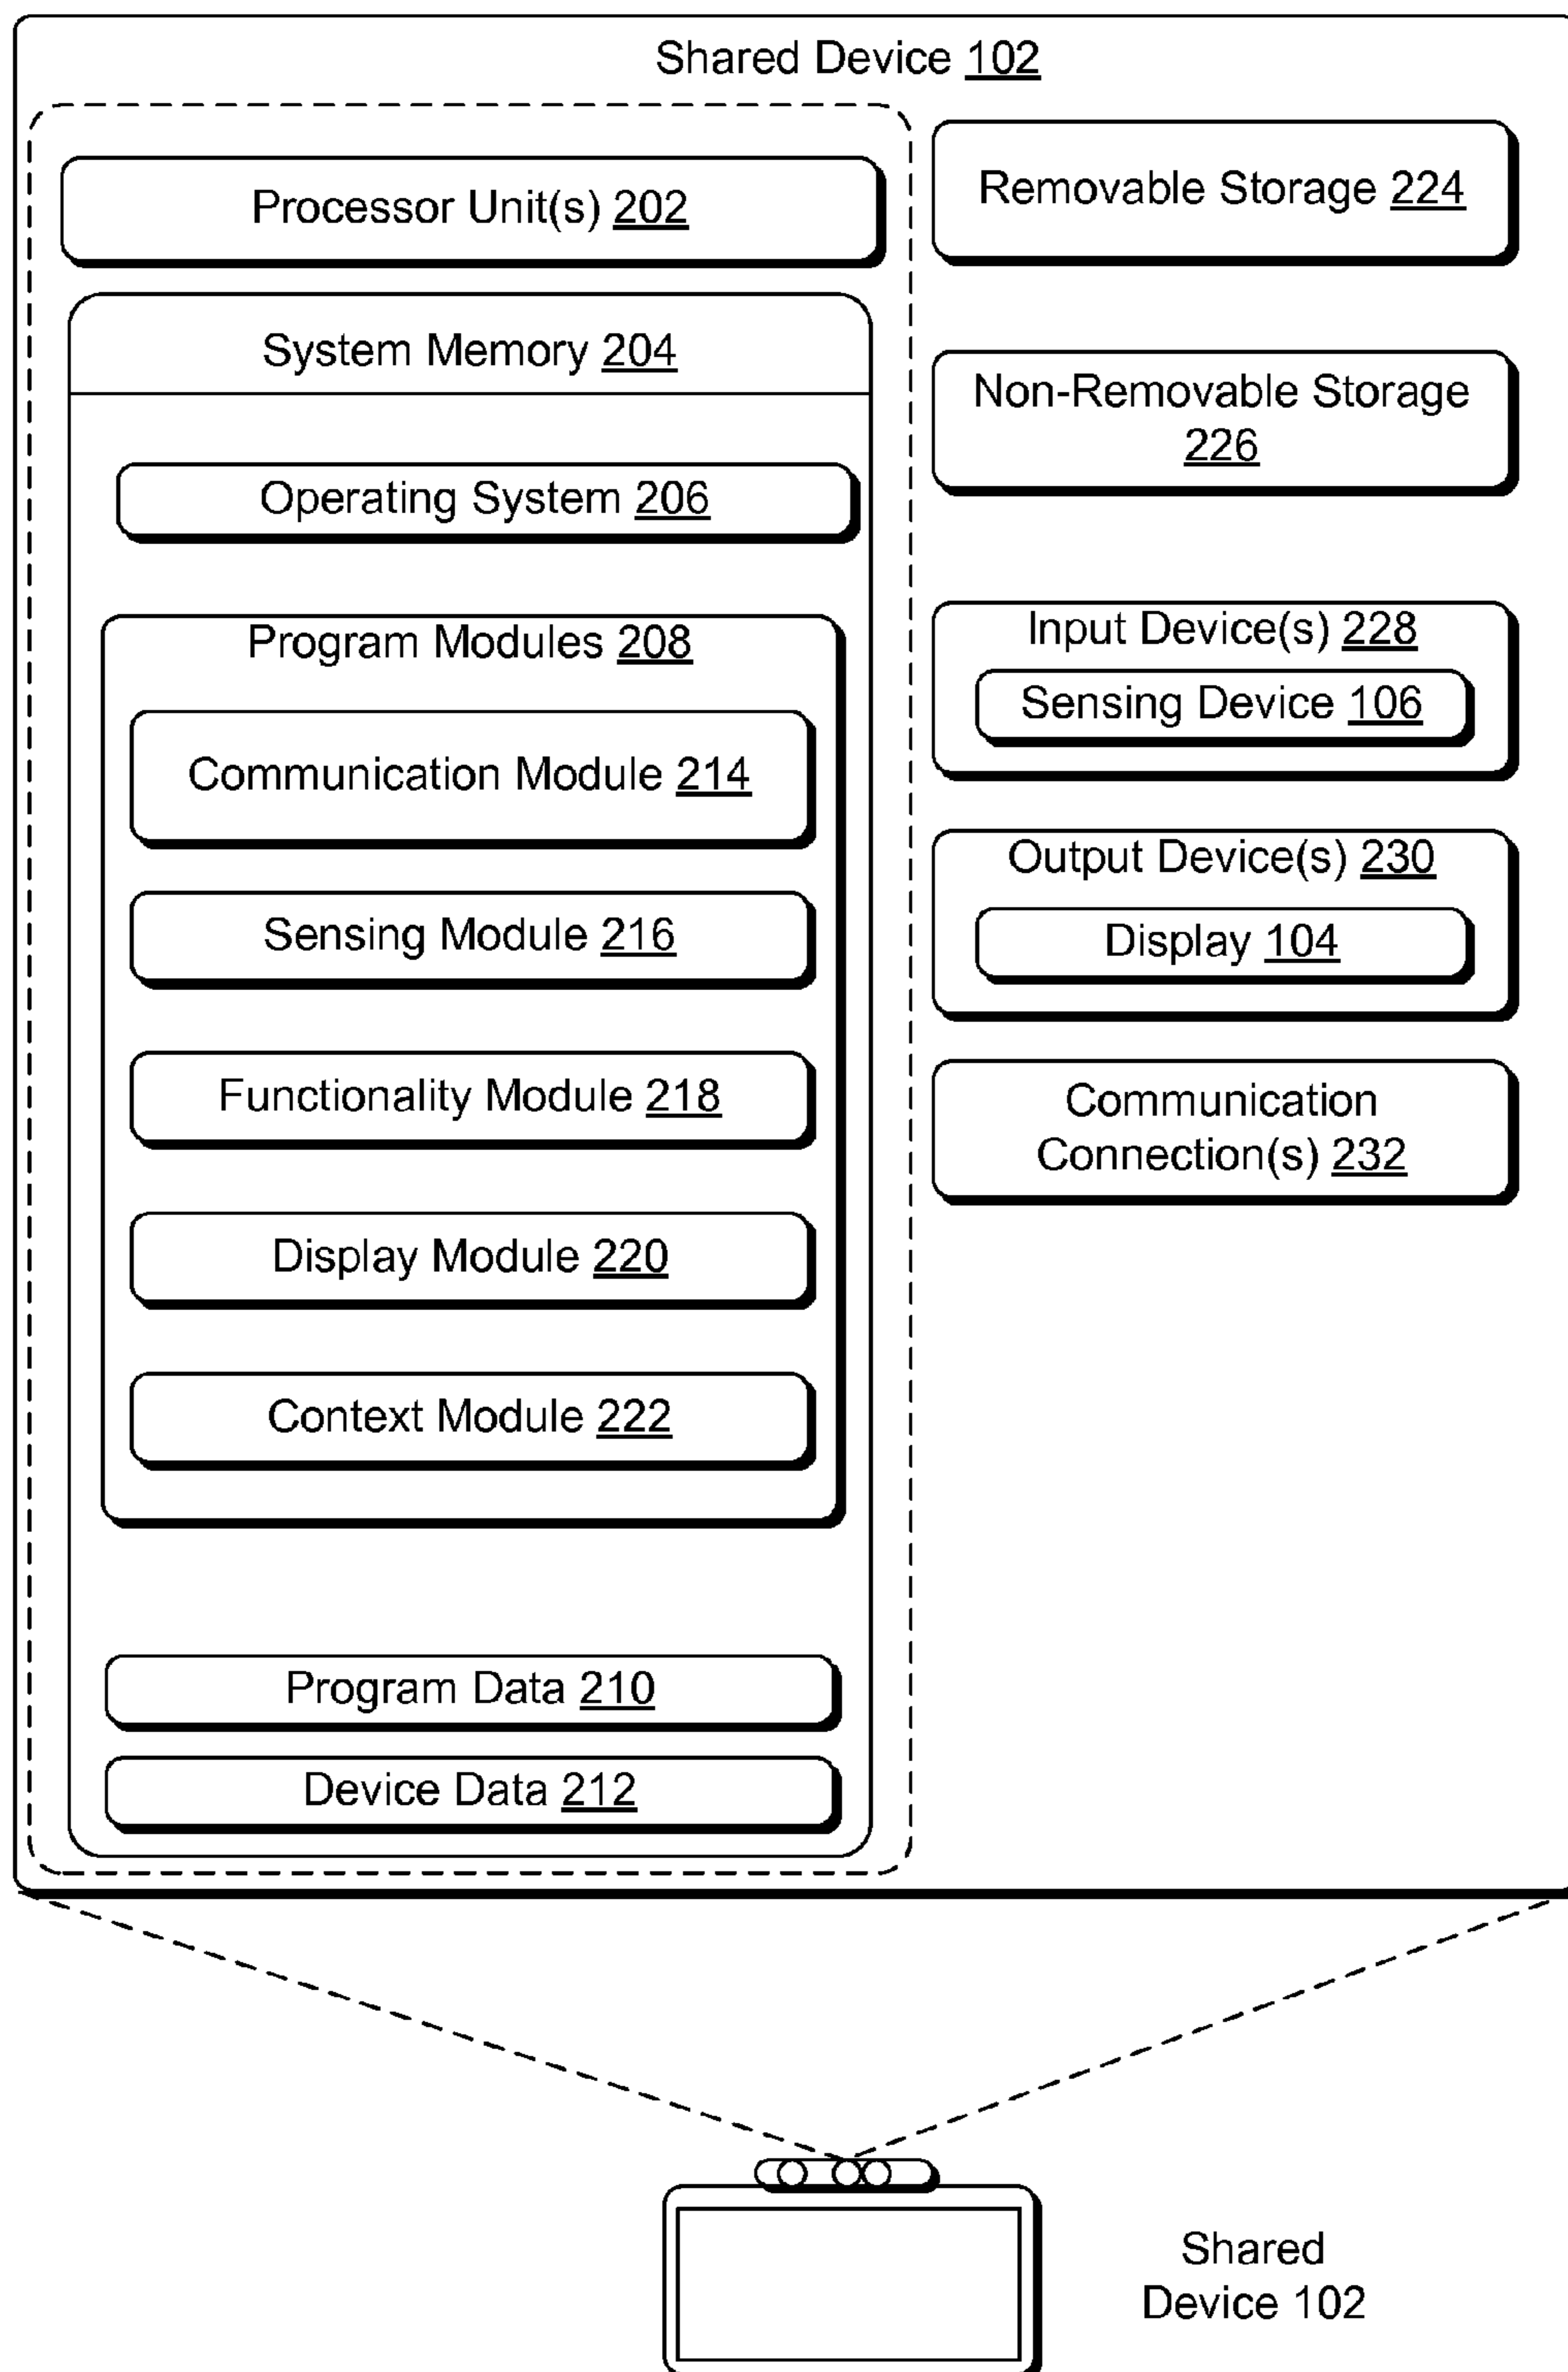 Shared Device 102
Processor Unit(s) 202
System Memory 204
Operating System 206
Program Modules 208
Communication Module 214
Sensing Module 216
Functionality Module 218
Display Module 220
Context Module 222
Program Data 210
Device Data 212
Removable Storage 224
Non-Removable Storage
226
Input Device(s) 228
Sensing Device 106
Output Device(s) 230
Display 104
Communication
Connection(s) 232
Shared
Device 102